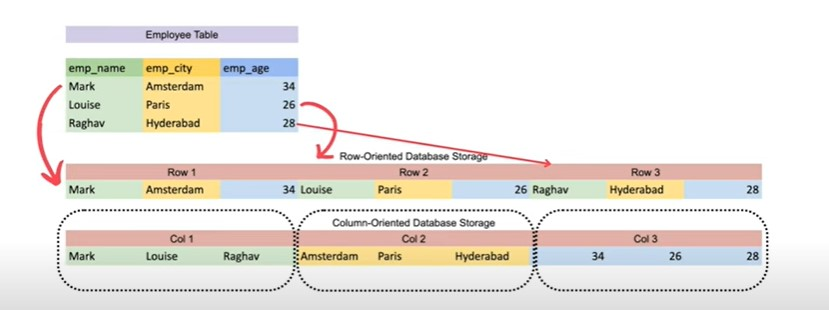 Employee Table
emp_name emp_city emp_age
Mark Amsterdam 34
Louise Paris 26
Raghav Hyderabad 28
Row-Oriented Database Storage
Row 1 Row 2 Row 3
Mark Amsterdam 34 Louise Paris 26 Raghav Hyderabad 28
Column-Oriented Database Storage
Col 1 Col 2 Col 3
Mark Louise Raghav Amsterdam Paris Hyderabad 34 26 28